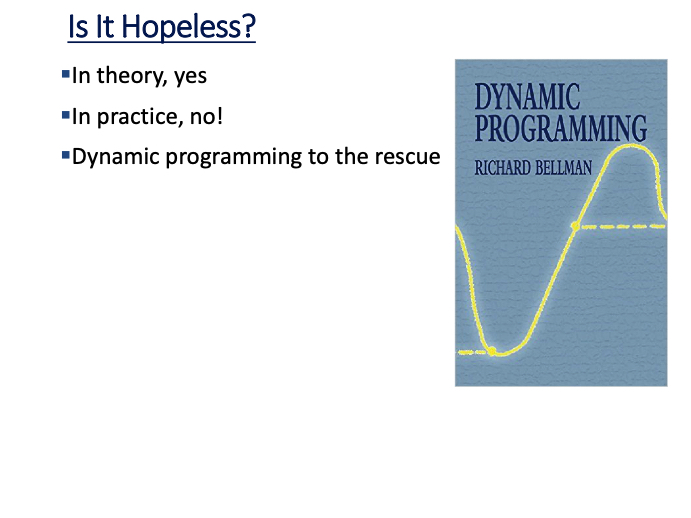 Is It Hopeless?
▪In theory, yes
▪In practice, no!
▪Dynamic programming to the rescue
DYNAMIC
PROGRAMMING
RICHARD BELLMAN